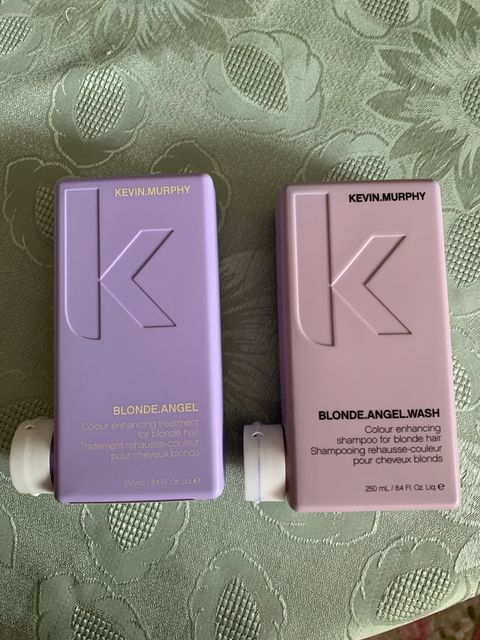 KEVIN.MURPHY
K
BLONDE.ANGEL
Colour enhancing treatment
for blonde hair
Traitement rehausse-couleur
pour cheveux blonds
250mL / 8.4 Fl. Oz. Liq. ℮
KEVIN.MURPHY
K
BLONDE.ANGEL.WASH
Colour enhancing
shampoo for blonde hair
Shampooing rehausse-couleur
pour cheveux blonds
250 mL / 8.4 Fl. Oz. Liq. ℮